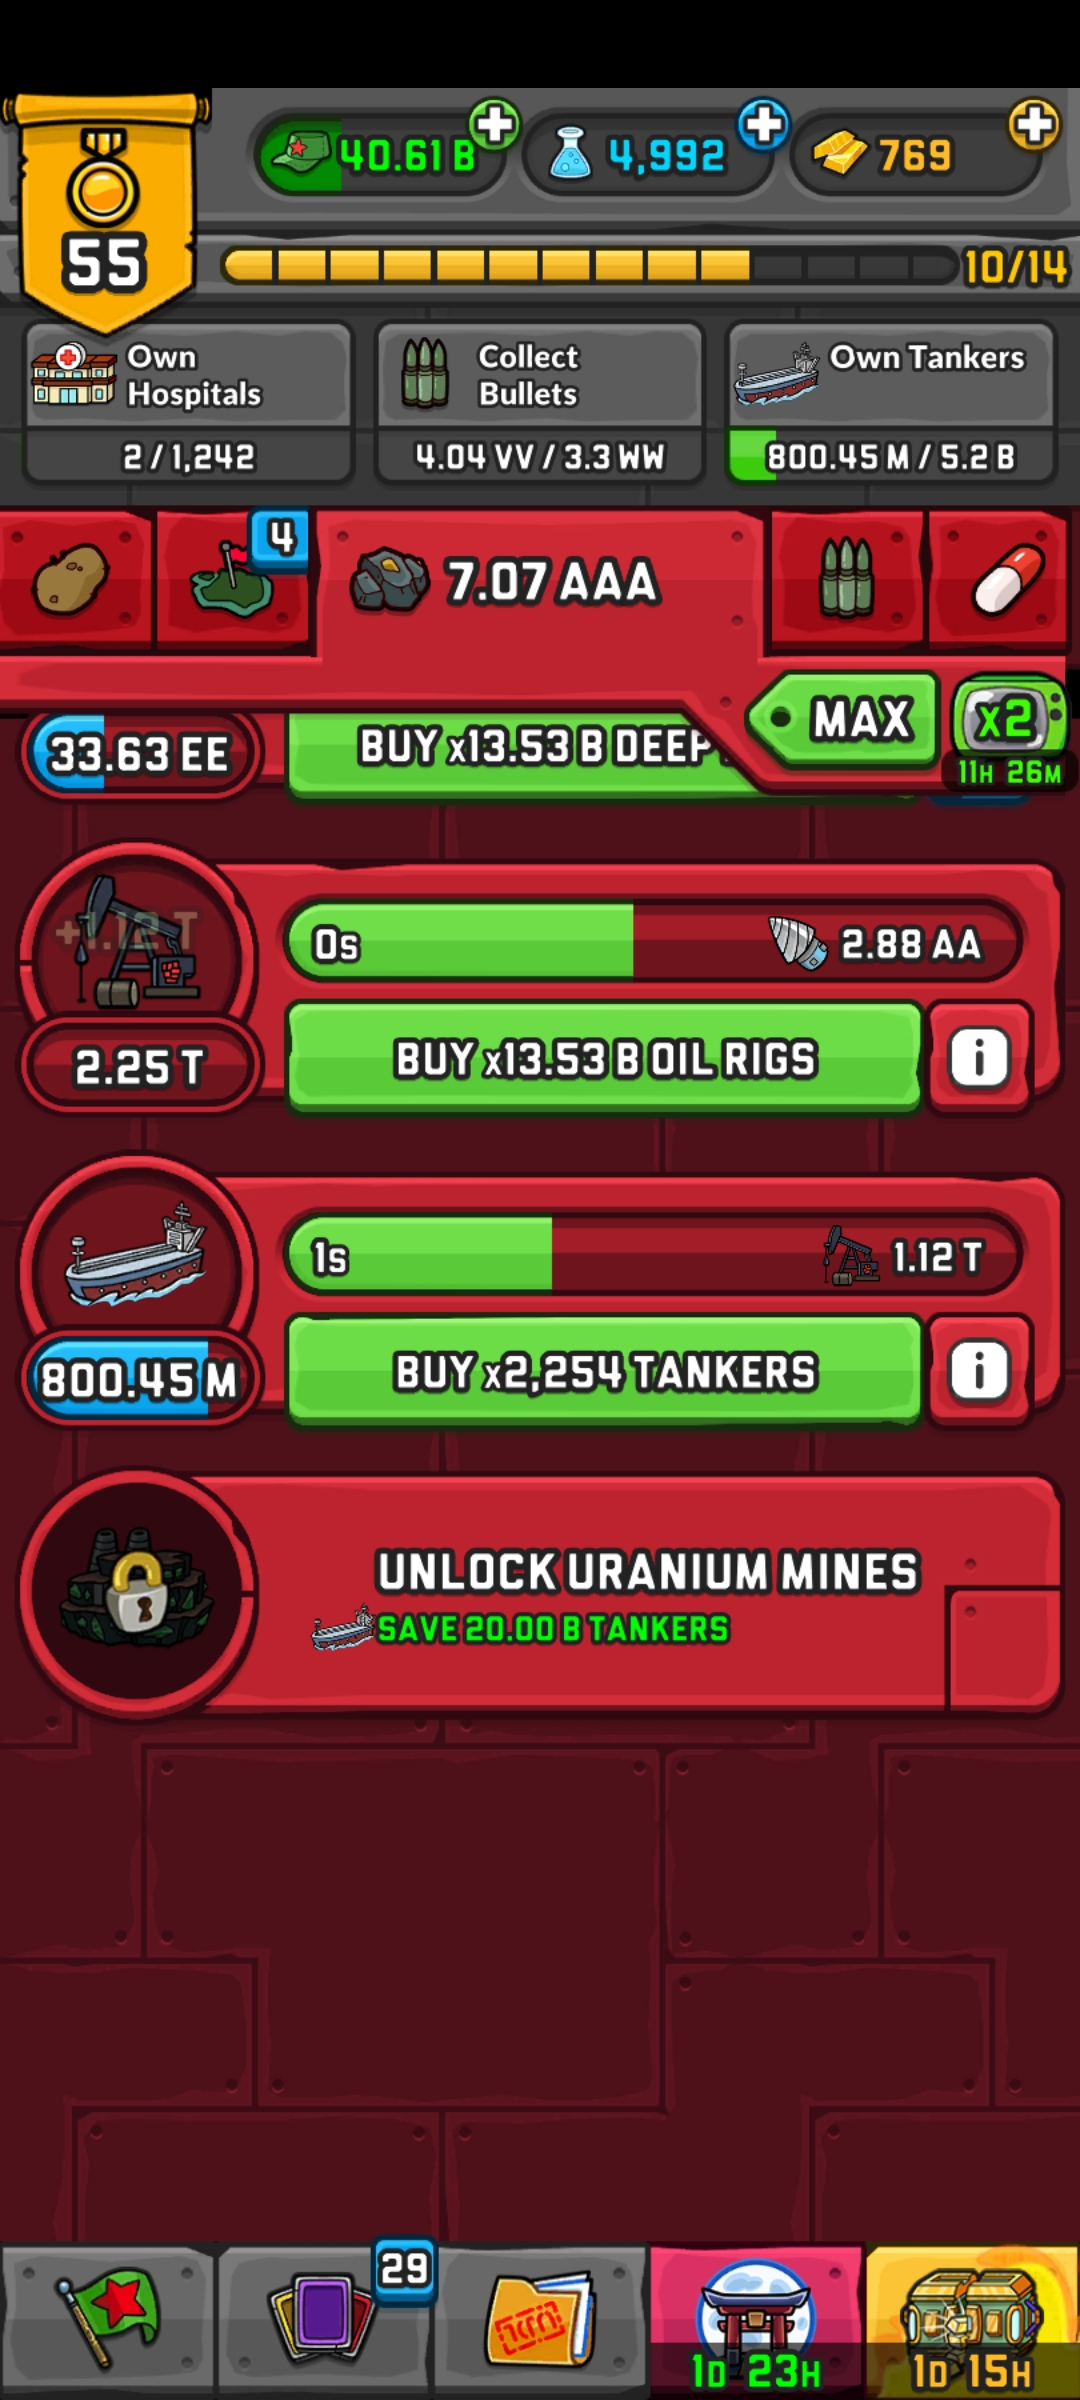 40.61 B
4,992
769
55
10/14
Own
Hospitals
2 / 1,242
Collect
Bullets
4.04 VV / 3.3 WW
Own Tankers
800.45 M / 5.2 B
4
7.07 AAA
MAX
x2
11H 26M
33.63 EE
BUY x13.53 B DEEP
+1.12 T
0s
2.88 AA
2.25 T
BUY x13.53 B OIL RIGS
i
1s
1.12 T
800.45 M
BUY x2,254 TANKERS
i
UNLOCK URANIUM MINES
SAVE 20.00 B TANKERS
29
1D 23H
1D 15H